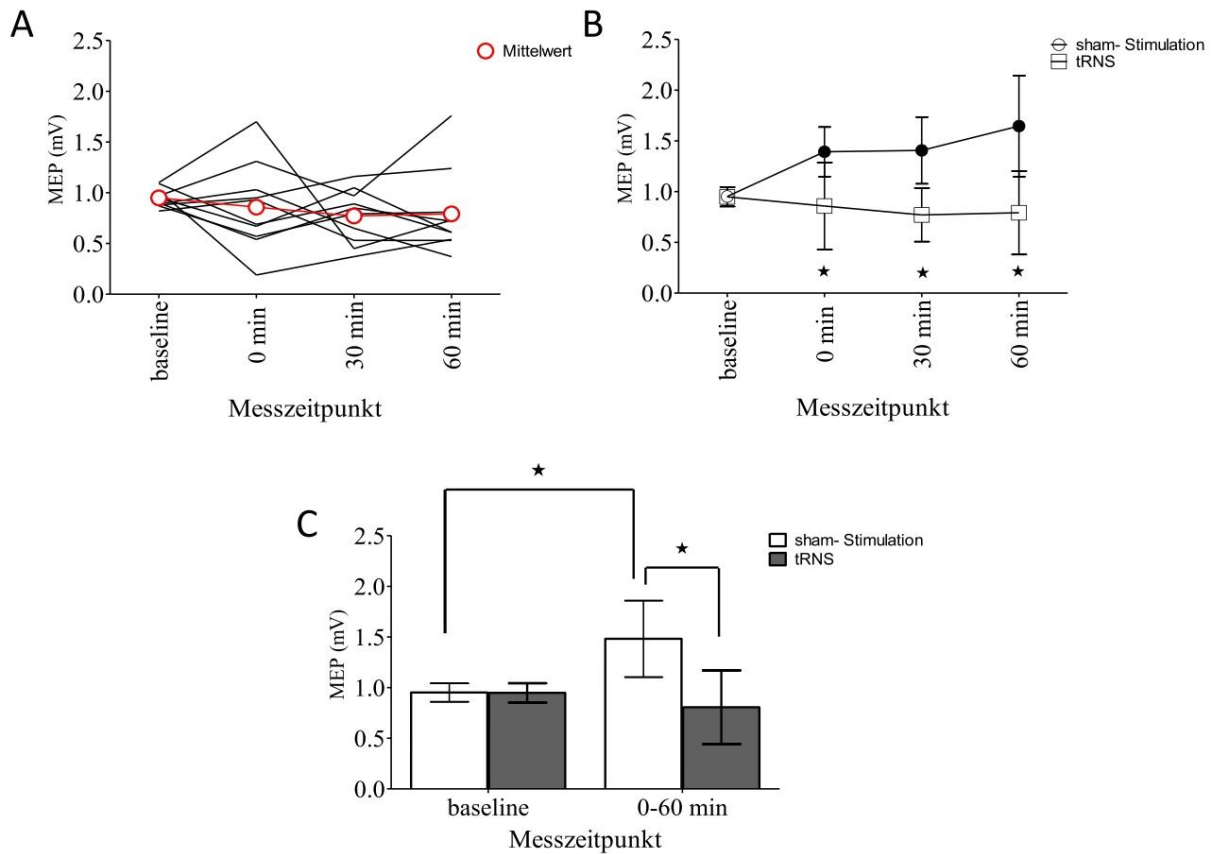 A
2.5
2.0
1.5
1.0
0.5
0.0
MEP (mV)
Mittelwert
baseline
0 min
30 min
60 min
Messzeitpunkt
B
2.5
2.0
1.5
1.0
0.5
0.0
MEP (mV)
sham- Stimulation
tRNS
★ ★ ★
baseline
0 min
30 min
60 min
Messzeitpunkt
C
2.5
2.0
1.5
1.0
0.5
0.0
MEP (mV)
★
★
sham- Stimulation
tRNS
baseline
0-60 min
Messzeitpunkt